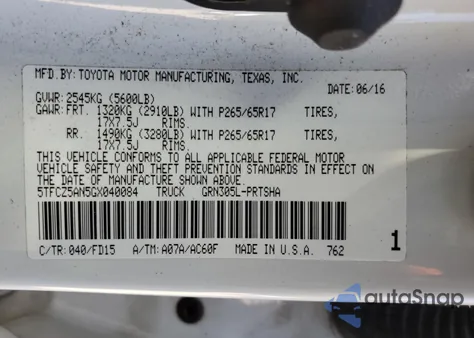 MFD.BY: TOYOTA MOTOR MANUFACTURING, TEXAS, INC.
DATE: 06/16
GVWR: 2545KG (5600LB)
GAWR: FRT. 1320KG (2910LB) WITH P265/65R17 TIRES,
17X7.5J RIMS.
RR. 1490KG (3280LB) WITH P265/65R17 TIRES,
17X7.5J RIMS.
THIS VEHICLE CONFORMS TO ALL APPLICABLE FEDERAL MOTOR
VEHICLE SAFETY AND THEFT PREVENTION STANDARDS IN EFFECT
ON THE DATE OF MANUFACTURE SHOWN ABOVE.
5TFCZ5AN5GX040084 TRUCK GRN305L-PRTSHA
C/TR: 040/FD15 A/TM: A07A/AC60F MADE IN U.S.A. 762
1
autoSnap